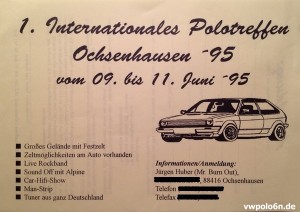 1. Internationales Polotreffen
Ochsenhausen ´95
vom 09. bis 11. Juni ´95
■ Großes Gelände mit Festzelt
■ Zeltmöglichkeiten am Auto vorhanden
■ Live Rockband
■ Sound Off mit Alpine
■ Car-Hifi-Show
■ Man-Strip
■ Tuner aus ganz Deutschland
Informationen/Anmeldung:
Jürgen Haber (Mr. Burn Out),
, 88416 Ochsenhausen
Telefon
Telefax
vwpolo6n.de